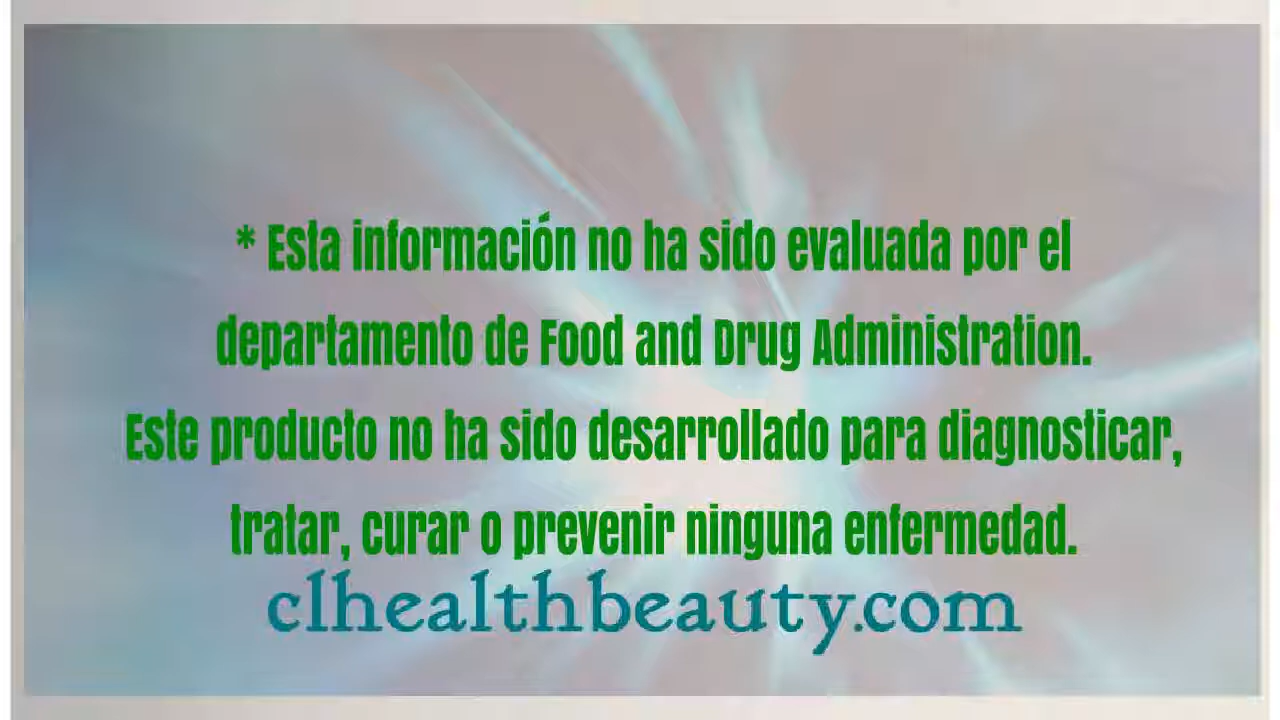 * Esta información no ha sido evaluada por el
departamento de Food and Drug Administration.
Este producto no ha sido desarrollado para diagnosticar,
tratar, curar o prevenir ninguna enfermedad.
clhealthbeauty.com